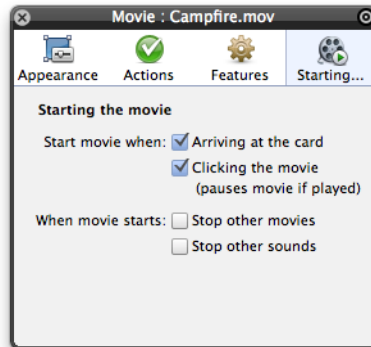 Movie : Campfire.mov
Appearance Actions Features Starting...
Starting the movie
Start movie when: Arriving at the card
Clicking the movie
(pauses movie if played)
When movie starts: Stop other movies
Stop other sounds